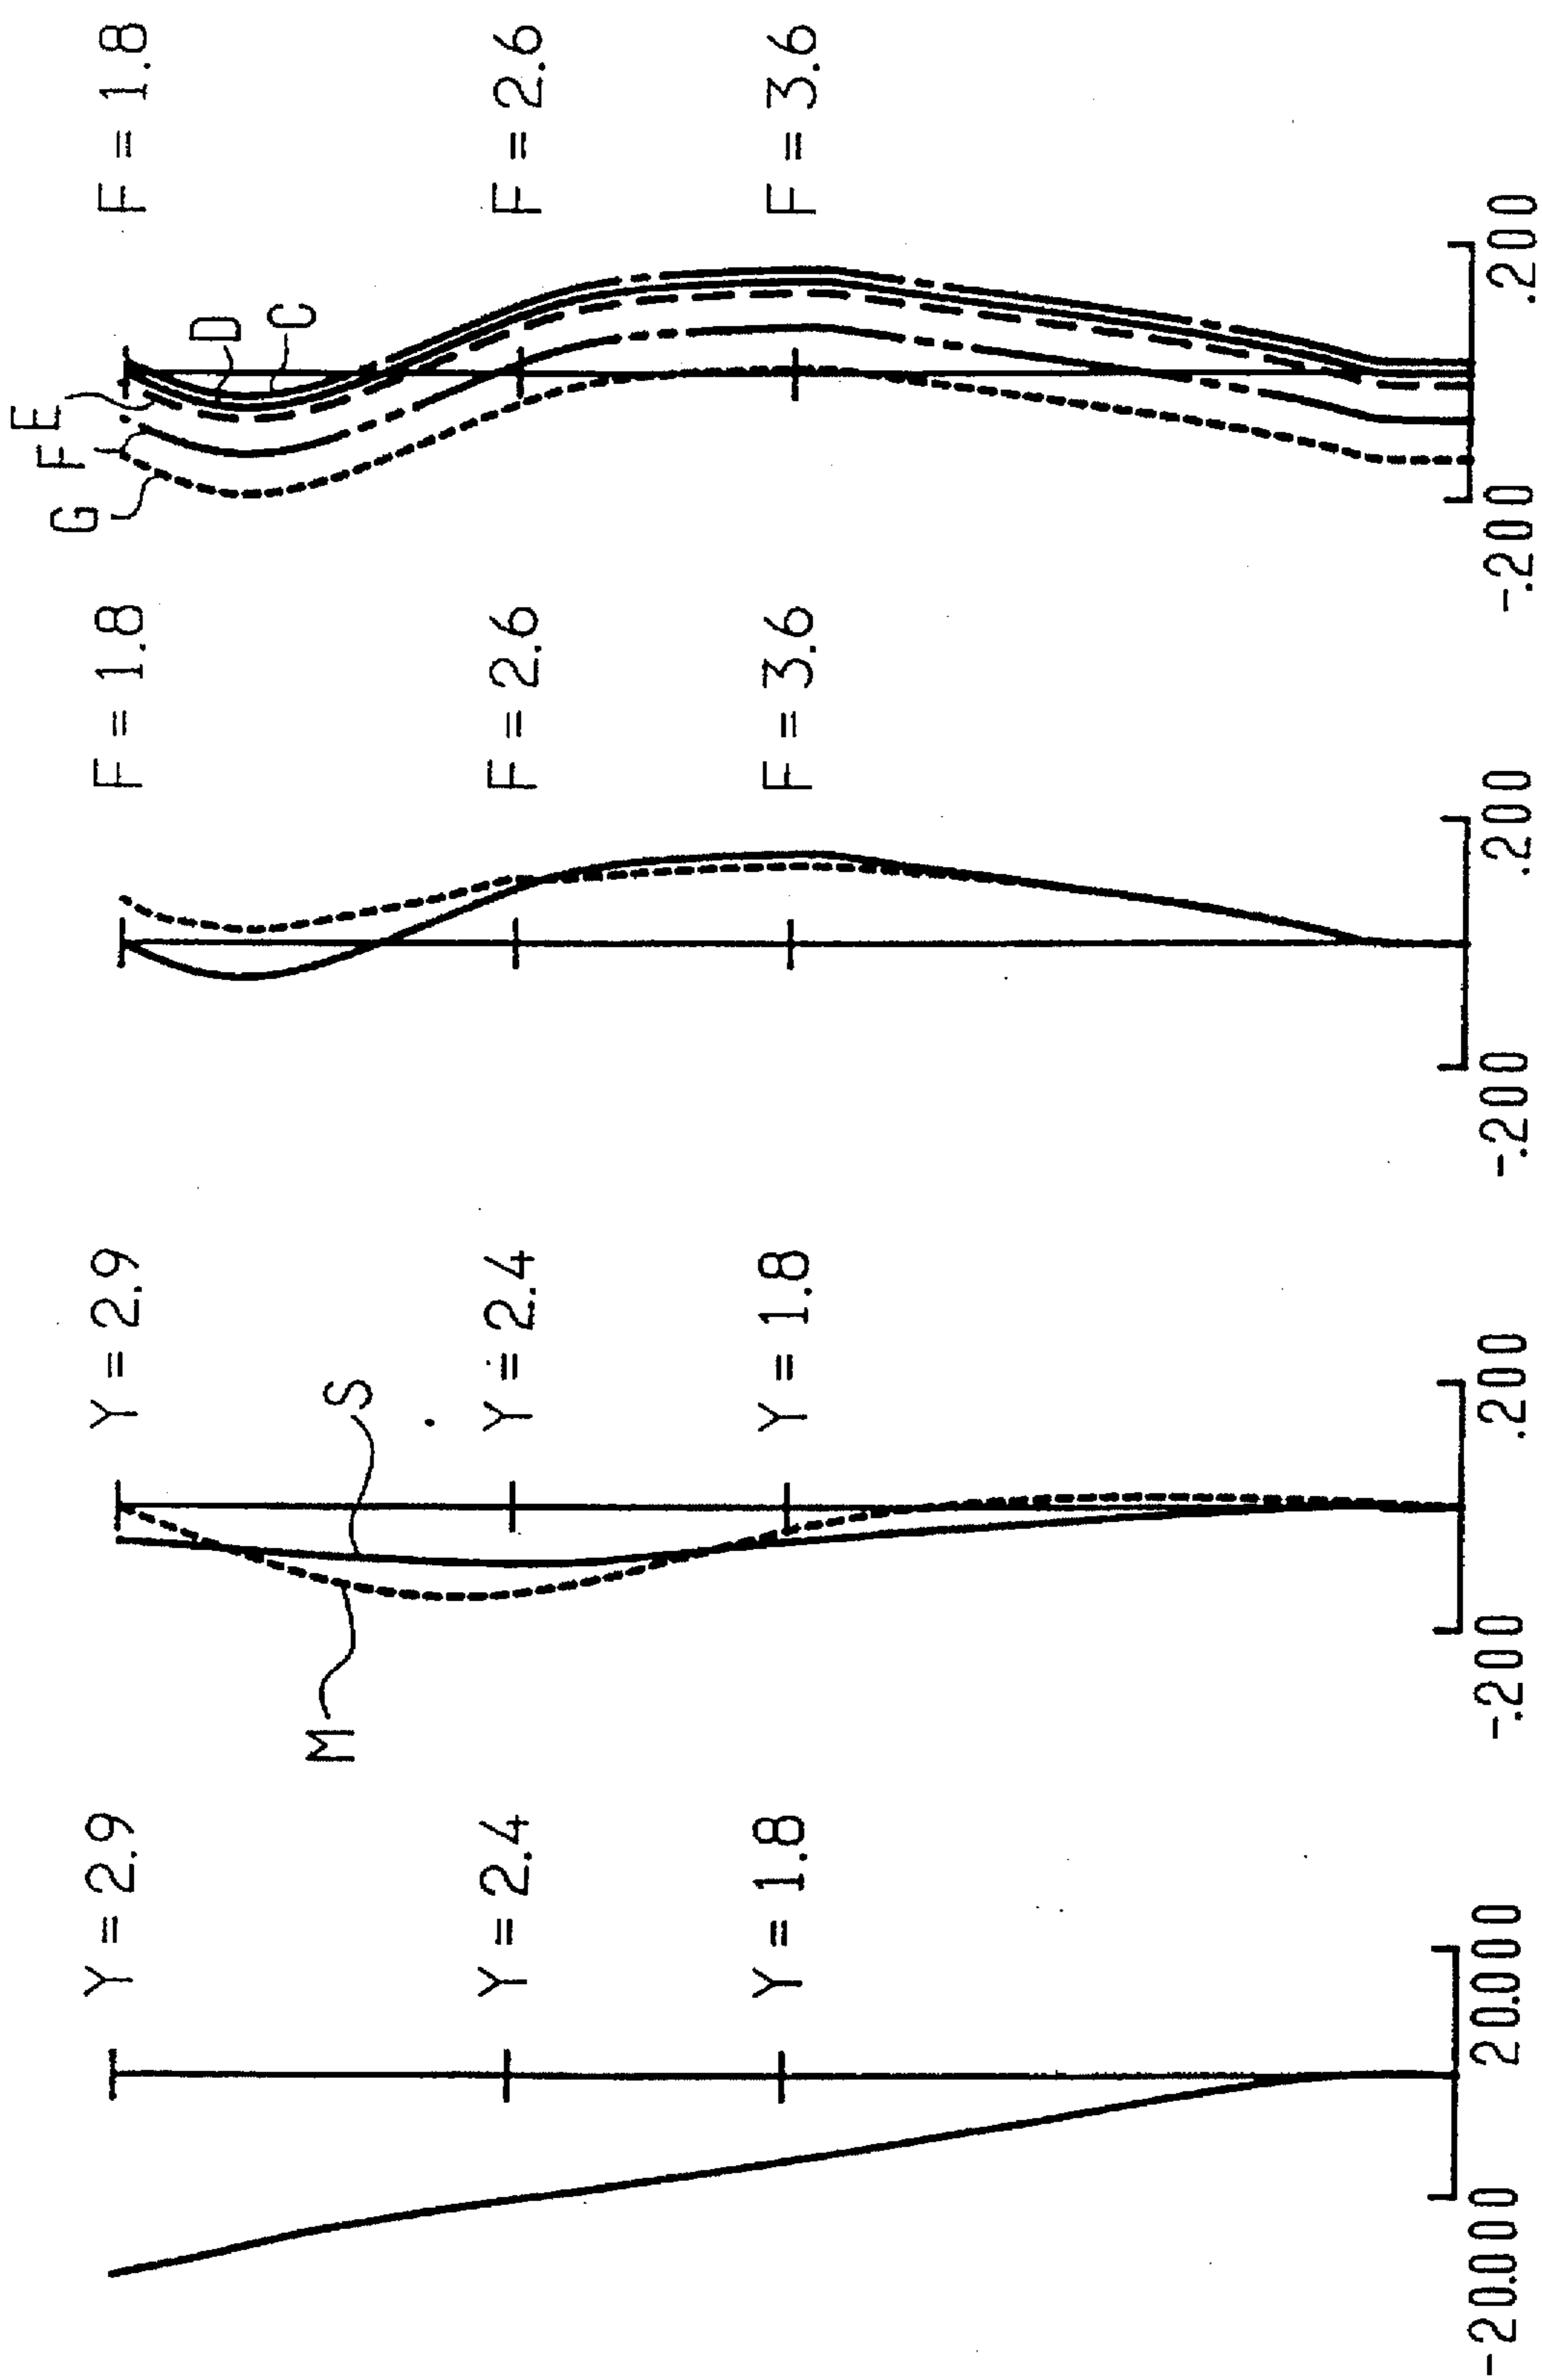 F = 1.8
F = 2.6
F = 3.6
.200
-.200
C
D
E
F
G
F = 1.8
F = 2.6
F = 3.6
.200
-.200
Y = 2.9
Y = 2.4
Y = 1.8
.200
-.200
S
M
Y = 2.9
Y = 2.4
Y = 1.8
20.000
-20.000